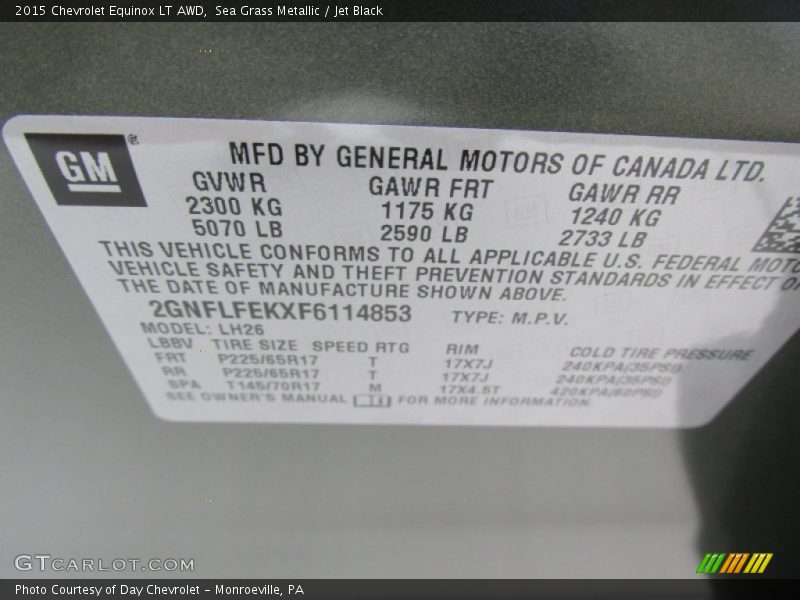 2015 Chevrolet Equinox LT AWD, Sea Grass Metallic / Jet Black
GM ®
MFD BY GENERAL MOTORS OF CANADA LTD.
GVWR GAWR FRT GAWR RR
2300 KG 1175 KG 1240 KG
5070 LB 2590 LB 2733 LB
THIS VEHICLE CONFORMS TO ALL APPLICABLE U.S. FEDERAL MOTO
VEHICLE SAFETY AND THEFT PREVENTION STANDARDS IN EFFECT O
THE DATE OF MANUFACTURE SHOWN ABOVE.
2GNFLFEKXF6114853 TYPE: M.P.V.
MODEL: LH26
LBBV TIRE SIZE SPEED RTG RIM COLD TIRE PRESSURE
FRT P225/65R17 T 17X7J 240KPA(35PSI)
RR P225/65R17 T 17X7J 240KPA(35PSI)
SPA T145/70R17 M 17X4.5T 420KPA(60PSI)
SEE OWNER'S MANUAL FOR MORE INFORMATION.
GTCARLOT.COM
Photo Courtesy of Day Chevrolet - Monroeville, PA